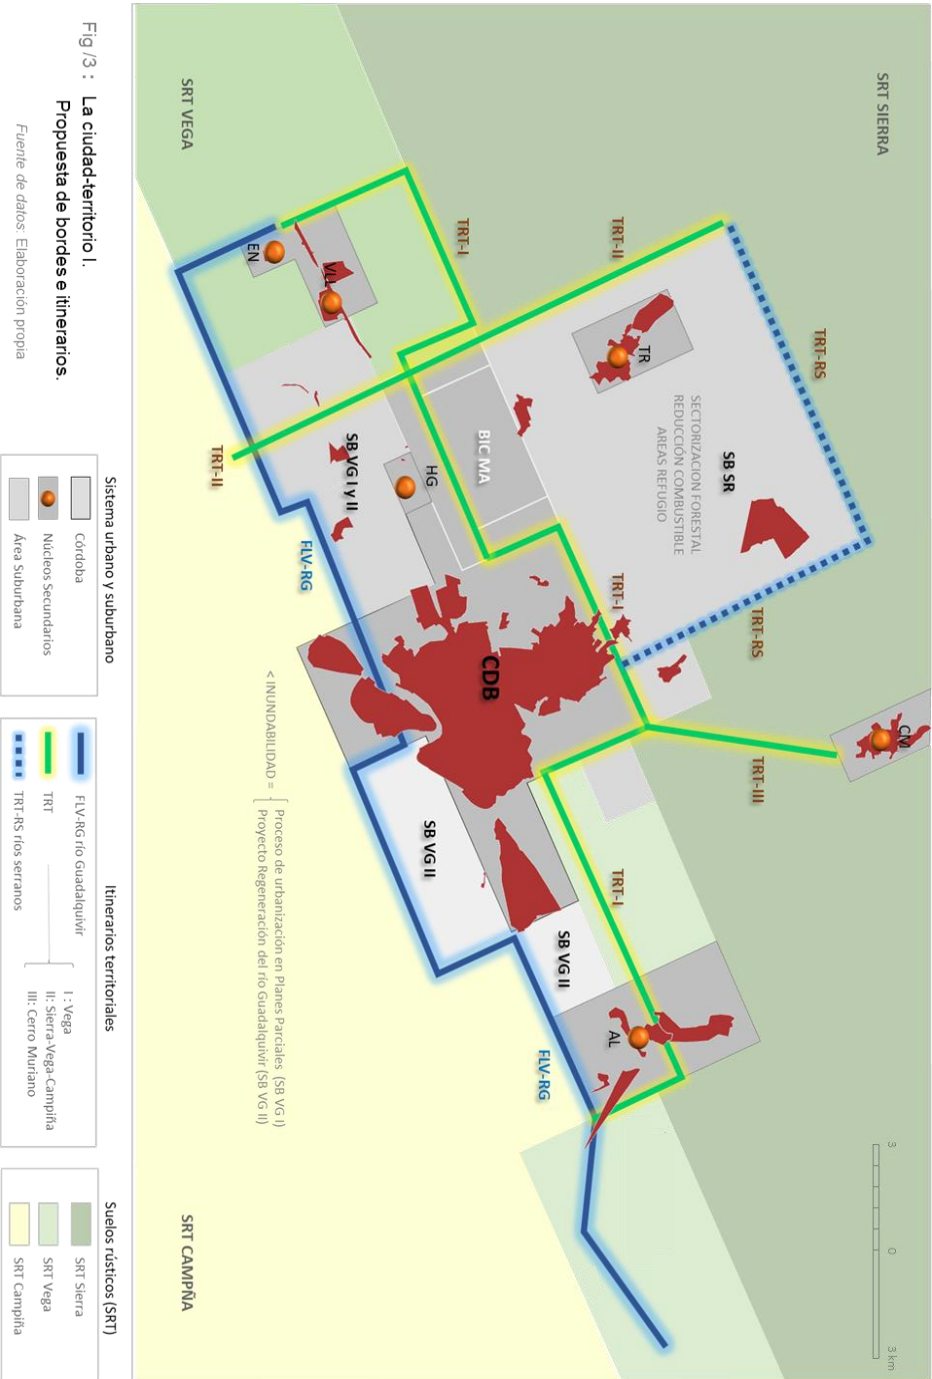 SRT SIERRA
SRT VEGA
TRT-I
TRT-II
TRT-RS
EN
VLL
TR
SECTORIZACION FORESTAL
REDUCCIÓN COMBUSTIBLE
AREAS REFUGIO
SB SR
BIC MA
HG
SB VG I y II
TRT-II
FLV-RG
TRT-I
TRT-RS
CDB
CM
TRT-III
< INUNDABILIDAD =
Proceso de urbanización en Planes Parciales (SB VG I)
Proyecto Regeneración del río Guadalquivir (SB VG II)
SB VG II
TRT-I
SB VG II
AL
FLV-RG
SRT CAMPÑA
3 0 3 km
Fig /3 : La ciudad-territorio I.
Propuesta de bordes e itinerarios.
Fuente de datos: Elaboración propia
Sistema urbano y suburbano
Córdoba
Núcleos Secundarios
Área Suburbana
Itinerarios territoriales
FLV-RG río Guadalquivir
TRT
I : Vega
II: Sierra-Vega-Campiña
III: Cerro Muriano
TRT-RS ríos serranos
Suelos rústicos (SRT)
SRT Sierra
SRT Vega
SRT Campiña